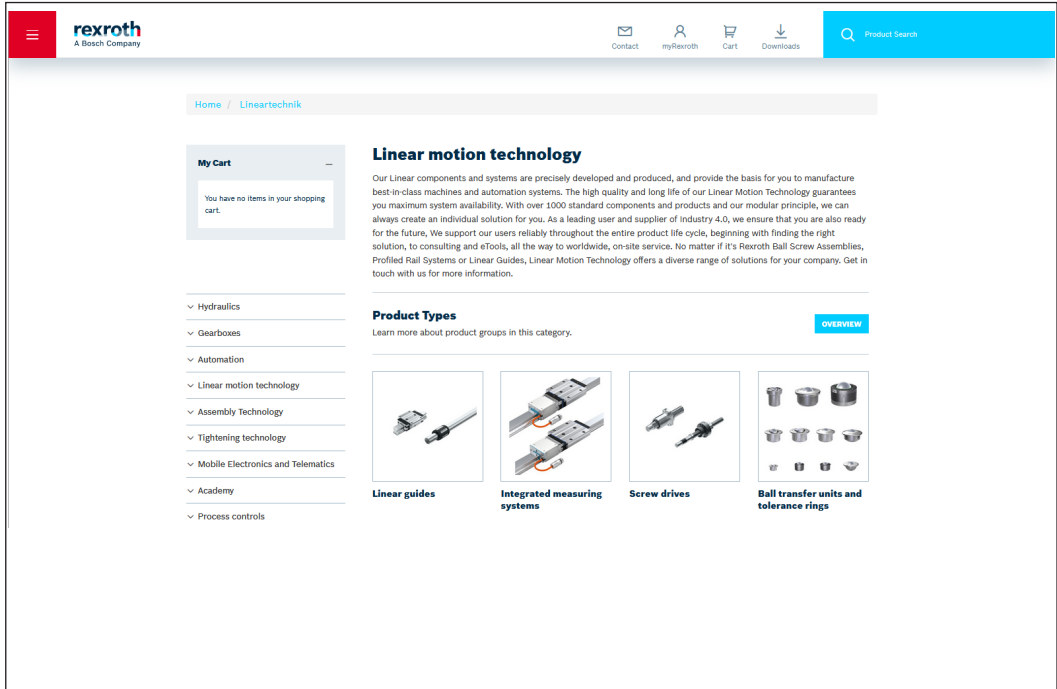 rexroth
A Bosch Company
Contact
myRexroth
Cart
Downloads
Product Search
Home / Lineartechnik
My Cart
You have no items in your shopping
cart.
Hydraulics
Gearboxes
Automation
Linear motion technology
Assembly Technology
Tightening technology
Mobile Electronics and Telematics
Academy
Process controls
Linear motion technology
Our Linear components and systems are precisely developed and produced, and provide the basis for you to manufacture
best-in-class machines and automation systems. The high quality and long life of our Linear Motion Technology guarantees
you maximum system availability. With over 1000 standard components and products and our modular principle, we can
always create an individual solution for you. As a leading user and supplier of Industry 4.0, we ensure that you are also ready
for the future, We support our users reliably throughout the entire product life cycle, beginning with finding the right
solution, to consulting and eTools, all the way to worldwide, on-site service. No matter if it's Rexroth Ball Screw Assemblies,
Profiled Rail Systems or Linear Guides, Linear Motion Technology offers a diverse range of solutions for your company. Get in
touch with us for more information.
Product Types
Learn more about product groups in this category.
OVERVIEW
Linear guides
Integrated measuring
systems
Screw drives
Ball transfer units and
tolerance rings